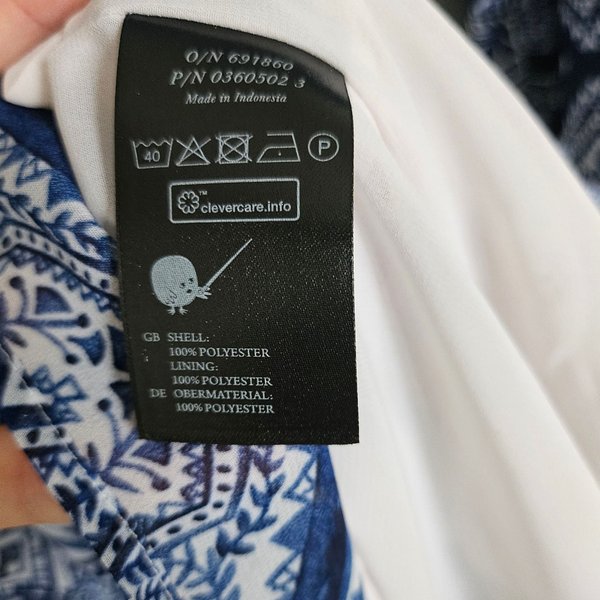 O/N 691860
P/N 0360502 3
Made in Indonesia
40 P
™ clevercare.info
GB SHELL:
100% POLYESTER
LINING:
100% POLYESTER
DE OBERMATERIAL:
100% POLYESTER